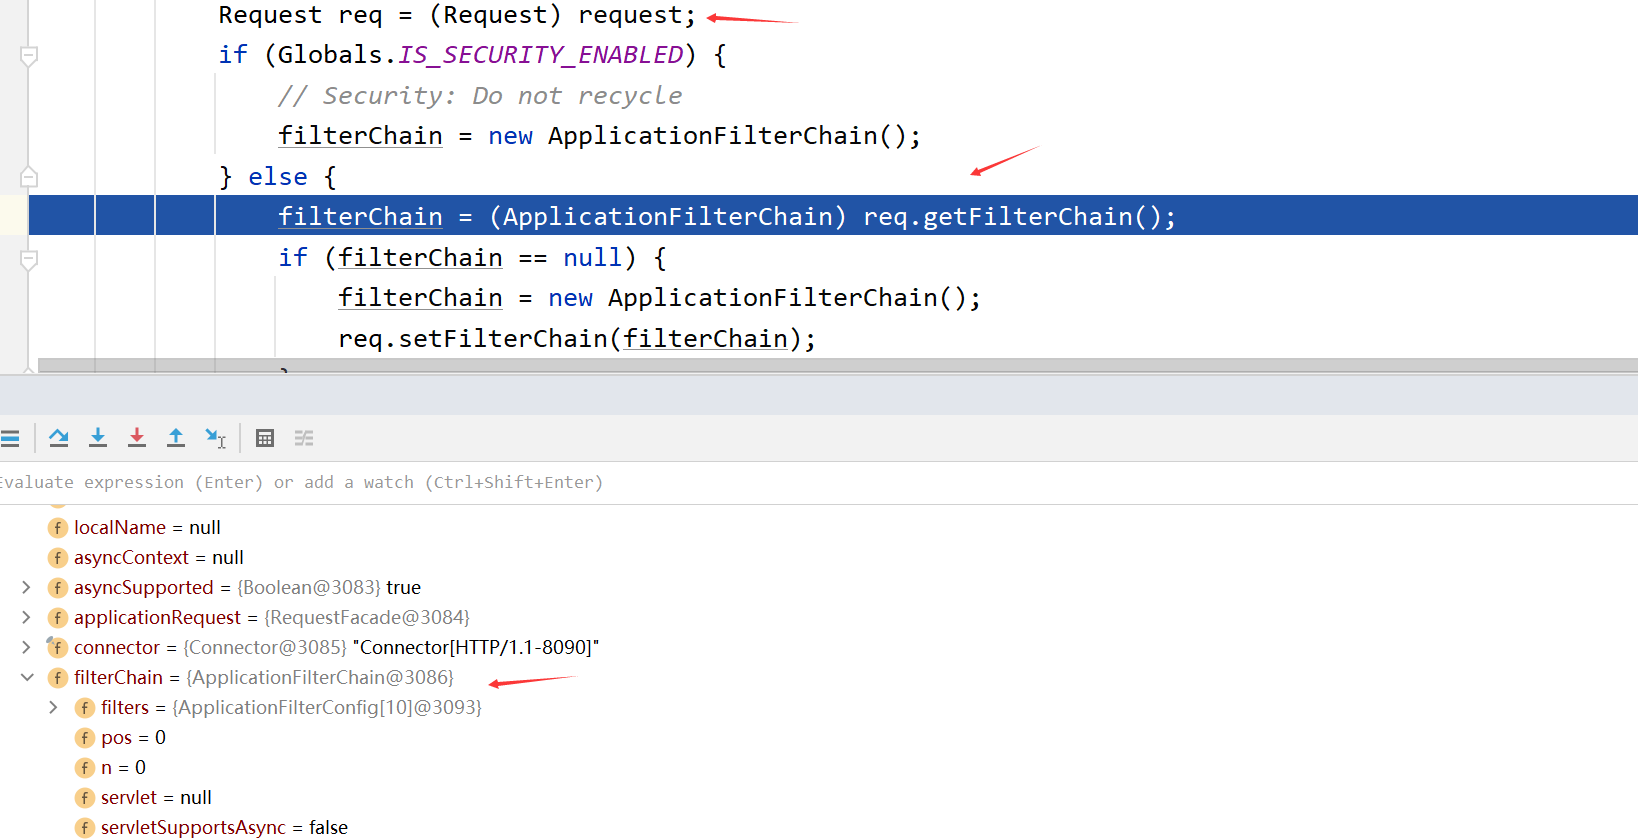 Request req = (Request) request;
if (Globals.IS_SECURITY_ENABLED) {
// Security: Do not recycle
filterChain = new ApplicationFilterChain();
} else {
filterChain = (ApplicationFilterChain) req.getFilterChain();
if (filterChain == null) {
filterChain = new ApplicationFilterChain();
req.setFilterChain(filterChain);
}
Evaluate expression (Enter) or add a watch (Ctrl+Shift+Enter)
f localName = null
f asyncContext = null
f asyncSupported = {Boolean@3083} true
f applicationRequest = {RequestFacade@3084}
f connector = {Connector@3085} "Connector[HTTP/1.1-8090]"
f filterChain = {ApplicationFilterChain@3086}
f filters = {ApplicationFilterConfig[10]@3093}
f pos = 0
f n = 0
f servlet = null
f servletSupportsAsync = false